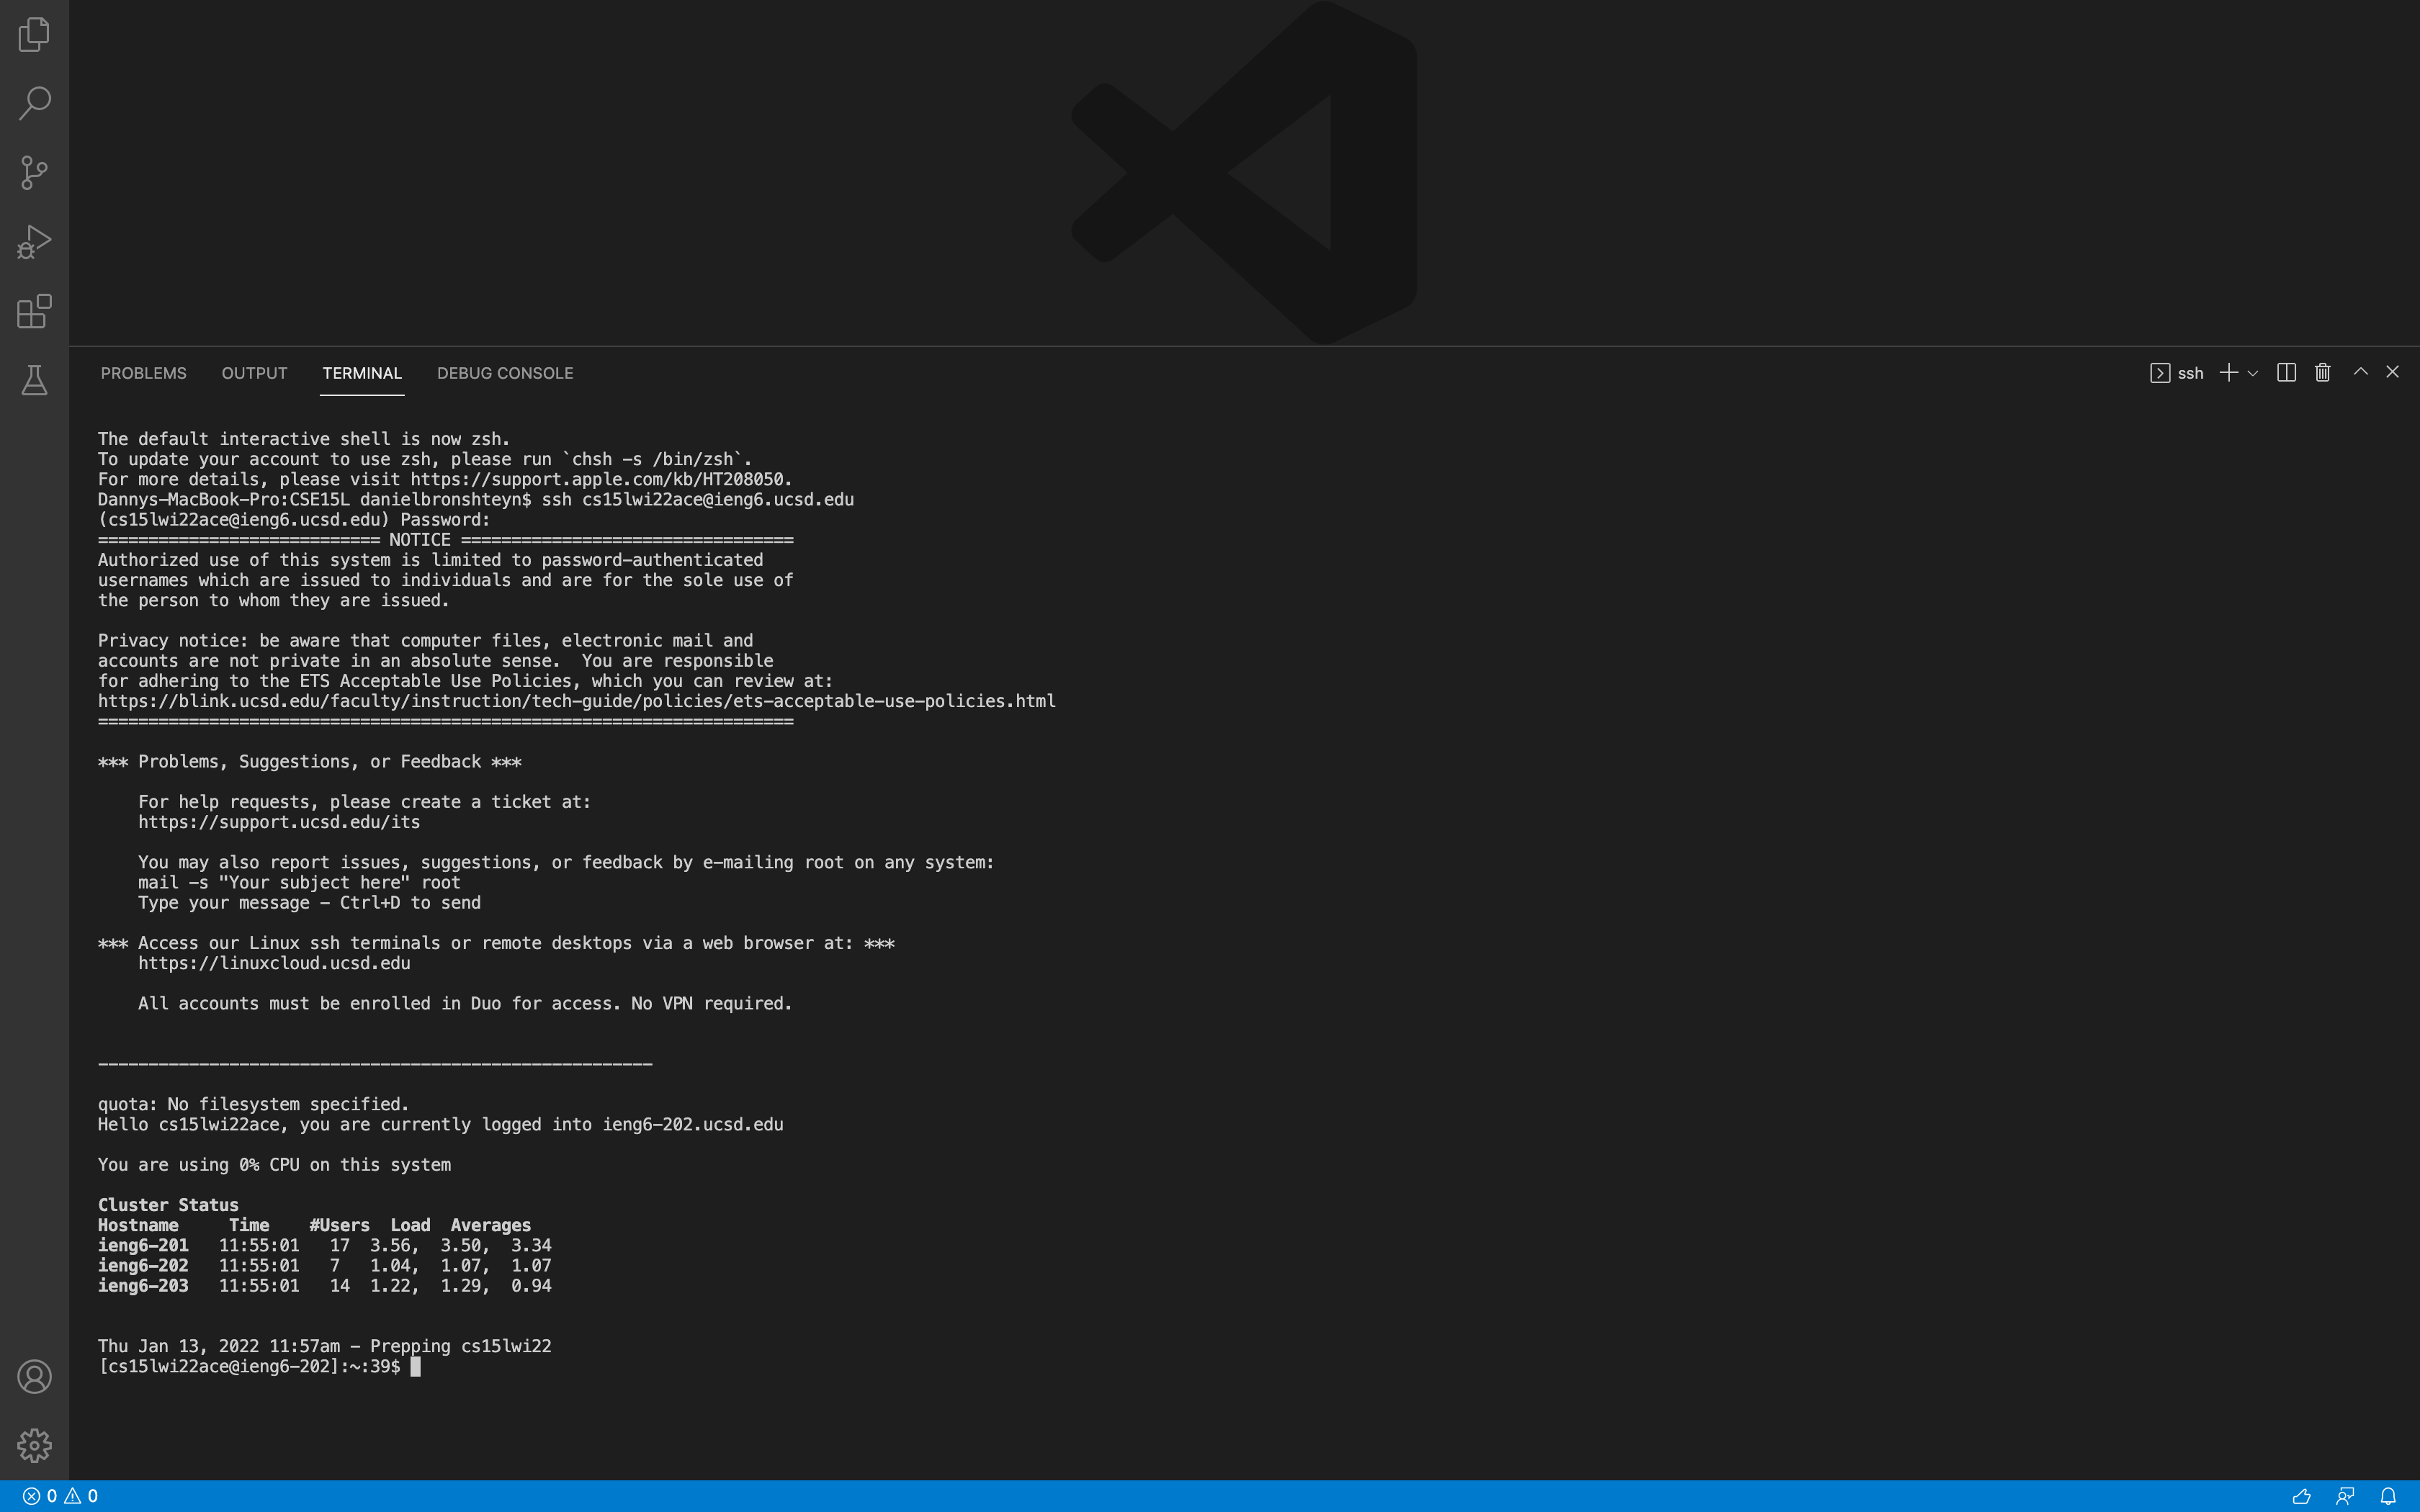 PROBLEMS OUTPUT TERMINAL DEBUG CONSOLE ssh
The default interactive shell is now zsh.
To update your account to use zsh, please run `chsh -s /bin/zsh`.
For more details, please visit https://support.apple.com/kb/HT208050.
Dannys-MacBook-Pro:CSE15L danielbronshteyn$ ssh cs15lwi22ace@ieng6.ucsd.edu
(cs15lwi22ace@ieng6.ucsd.edu) Password:
============================ NOTICE =================================
Authorized use of this system is limited to password-authenticated
usernames which are issued to individuals and are for the sole use of
the person to whom they are issued.
Privacy notice: be aware that computer files, electronic mail and
accounts are not private in an absolute sense.  You are responsible
for adhering to the ETS Acceptable Use Policies, which you can review at:
https://blink.ucsd.edu/faculty/instruction/tech-guide/policies/ets-acceptable-use-policies.html
=====================================================================
*** Problems, Suggestions, or Feedback ***
For help requests, please create a ticket at:
https://support.ucsd.edu/its
You may also report issues, suggestions, or feedback by e-mailing root on any system:
mail -s "Your subject here" root
Type your message - Ctrl+D to send
*** Access our Linux ssh terminals or remote desktops via a web browser at: ***
https://linuxcloud.ucsd.edu
All accounts must be enrolled in Duo for access. No VPN required.
-------------------------------------------------------
quota: No filesystem specified.
Hello cs15lwi22ace, you are currently logged into ieng6-202.ucsd.edu
You are using 0% CPU on this system
Cluster Status
Hostname     Time    #Users  Load  Averages
ieng6-201   11:55:01   17  3.56,  3.50,  3.34
ieng6-202   11:55:01   7   1.04,  1.07,  1.07
ieng6-203   11:55:01   14  1.22,  1.29,  0.94
Thu Jan 13, 2022 11:57am - Prepping cs15lwi22
[cs15lwi22ace@ieng6-202]:~:39$
0 0